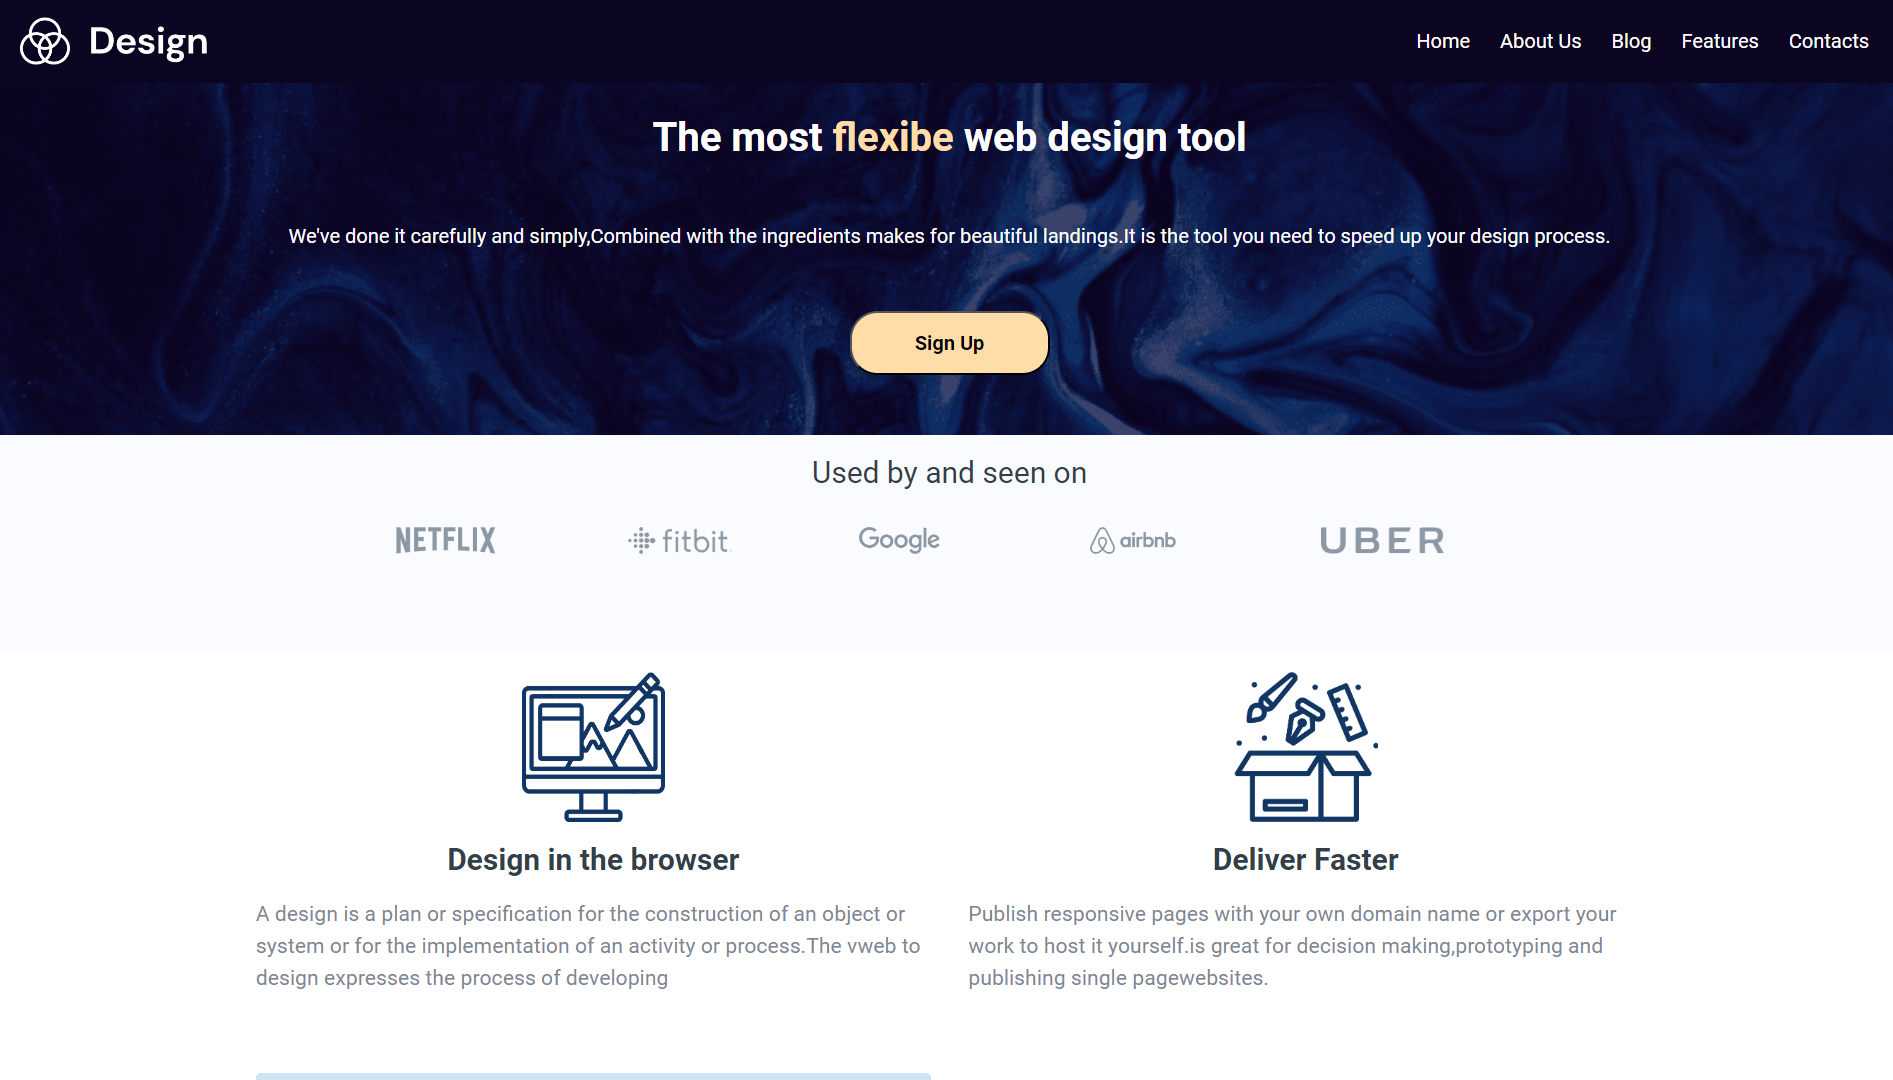 Design
Home About Us Blog Features Contacts
The most flexibe web design tool
We've done it carefully and simply,Combined with the ingredients makes for beautiful landings.It is the tool you need to speed up your design process.
Sign Up
Used by and seen on
NETFLIX fitbit Google airbnb UBER
Design in the browser
A design is a plan or specification for the construction of an object or
system or for the implementation of an activity or process.The vweb to
design expresses the process of developing
Deliver Faster
Publish responsive pages with your own domain name or export your
work to host it yourself.is great for decision making,prototyping and
publishing single pagewebsites.